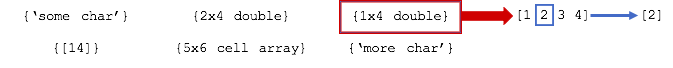 {‘some char’} {2x4 double} {1x4 double} [1 2 3 4] [2]
{[14]} {5x6 cell array} {‘more char’}